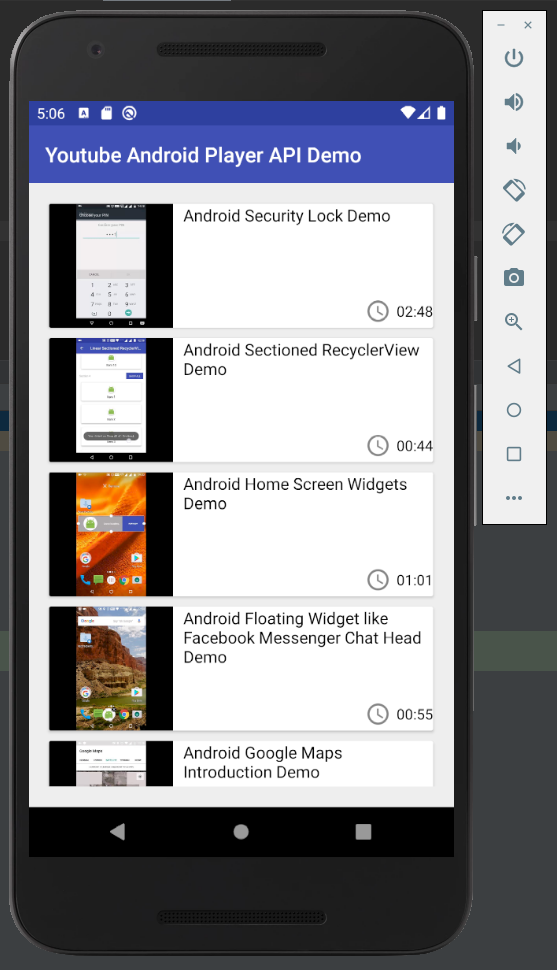 5:06
Youtube Android Player API Demo
Android Security Lock Demo
02:48
Android Sectioned RecyclerView
Demo
00:44
Android Home Screen Widgets
Demo
01:01
Android Floating Widget like
Facebook Messenger Chat Head
Demo
00:55
Google Maps
Android Google Maps
Introduction Demo